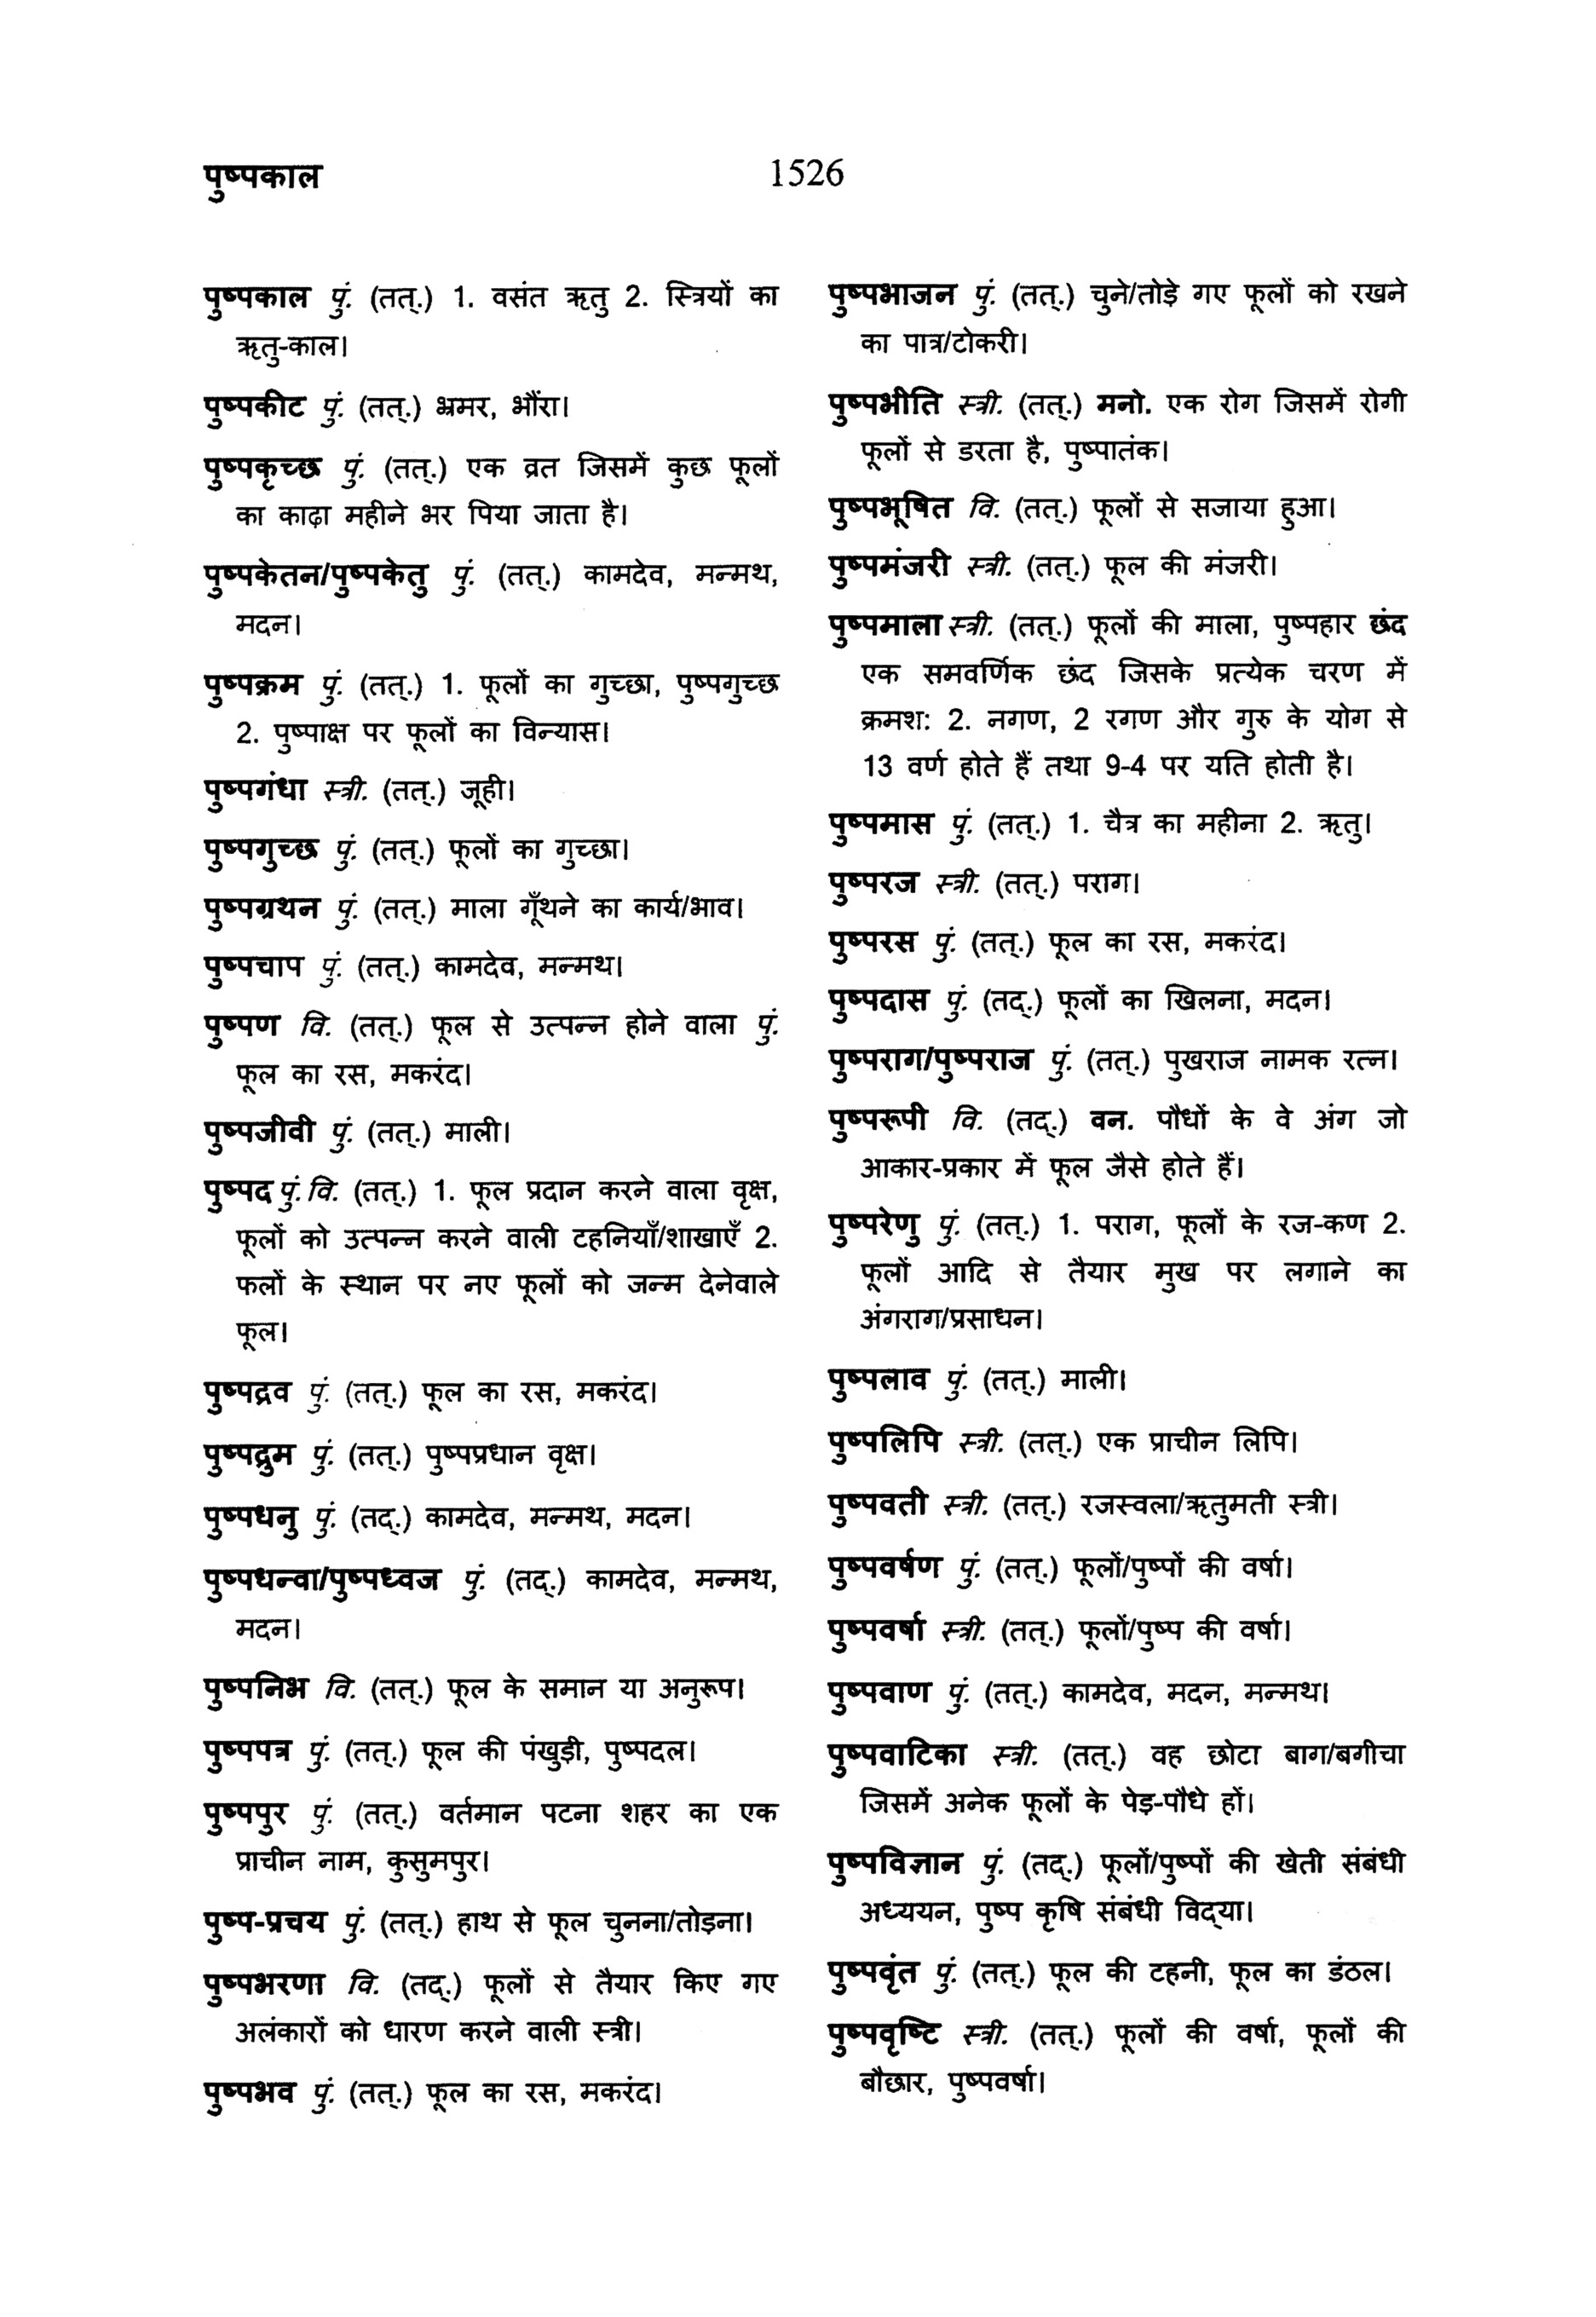 पुष्पकाल
1526
पुष्पकाल पुं. (तत्.) 1. वसंत ऋतु 2. स्त्रियों का
ऋतु-काल।
पुष्पकीट पुं. (तत्.) भ्रमर, भौंरा।
पुष्पकृच्छ पुं. (तत्.) एक व्रत जिसमें कुछ फूलों
का काढ़ा महीने भर पिया जाता है।
पुष्पकेतन/पुष्पकेतु पुं. (तत्.) कामदेव, मन्मथ,
मदन।
पुष्पक्रम पुं. (तत्.) 1. फूलों का गुच्छा, पुष्पगुच्छ
2. पुष्पाक्ष पर फूलों का विन्यास।
पुष्पगंधा स्त्री. (तत्.) जूही।
पुष्पगुच्छ पुं. (तत्.) फूलों का गुच्छा।
पुष्पग्रथन पुं. (तत्.) माला गूँथने का कार्य/भाव।
पुष्पचाप पुं. (तत्.) कामदेव, मन्मथ।
पुष्पण वि. (तत्.) फूल से उत्पन्न होने वाला पुं.
फूल का रस, मकरंद।
पुष्पजीवी पुं. (तत्.) माली।
पुष्पद पुं. वि. (तत्.) 1. फूल प्रदान करने वाला वृक्ष,
फूलों को उत्पन्न करने वाली टहनियाँ/शाखाएँ 2.
फलों के स्थान पर नए फूलों को जन्म देनेवाले
फूल।
पुष्पद्रव पुं. (तत्.) फूल का रस, मकरंद।
पुष्पद्रुम पुं. (तत्.) पुष्पप्रधान वृक्ष।
पुष्पधनु पुं. (तद्.) कामदेव, मन्मथ, मदन।
पुष्पधन्वा/पुष्पध्वज पुं. (तद्.) कामदेव, मन्मथ,
मदन।
पुष्पनिभ वि. (तत्.) फूल के समान या अनुरूप।
पुष्पपत्र पुं. (तत्.) फूल की पंखुड़ी, पुष्पदल।
पुष्पपुर पुं. (तत्.) वर्तमान पटना शहर का एक
प्राचीन नाम, कुसुमपुर।
पुष्प-प्रचय पुं. (तत्.) हाथ से फूल चुनना/तोड़ना।
पुष्पभरणा वि. (तद्.) फूलों से तैयार किए गए
अलंकारों को धारण करने वाली स्त्री।
पुष्पभव पुं. (तत्.) फूल का रस, मकरंद।
पुष्पभाजन पुं. (तत्.) चुने/तोड़े गए फूलों को रखने
का पात्र/टोकरी।
पुष्पभीति स्त्री. (तत्.) मनो. एक रोग जिसमें रोगी
फूलों से डरता है, पुष्पातंक।
पुष्पभूषित वि. (तत्.) फूलों से सजाया हुआ।
पुष्पमंजरी स्त्री. (तत्.) फूल की मंजरी।
पुष्पमाला स्त्री. (तत्.) फूलों की माला, पुष्पहार छंद
एक समवर्णिक छंद जिसके प्रत्येक चरण में
क्रमश: 2. नगण, 2 रगण और गुरु के योग से
13 वर्ण होते हैं तथा 9-4 पर यति होती है।
पुष्पमास पुं. (तत्.) 1. चैत्र का महीना 2. ऋतु।
पुष्परज स्त्री. (तत्.) पराग।
पुष्परस पुं. (तत्.) फूल का रस, मकरंद।
पुष्पदास पुं. (तद्.) फूलों का खिलना, मदन।
पुष्पराग/पुष्पराज पुं. (तत्.) पुखराज नामक रत्न।
पुष्परूपी वि. (तद्.) वन. पौधों के वे अंग जो
आकार-प्रकार में फूल जैसे होते हैं।
पुष्परेणु पुं. (तत्.) 1. पराग, फूलों के रज-कण 2.
फूलों आदि से तैयार मुख पर लगाने का
अंगराग/प्रसाधन।
पुष्पलाव पुं. (तत्.) माली।
पुष्पलिपि स्त्री. (तत्.) एक प्राचीन लिपि।
पुष्पवती स्त्री. (तत्.) रजस्वला/ऋतुमती स्त्री।
पुष्पवर्षण पुं. (तत्.) फूलों/पुष्पों की वर्षा।
पुष्पवर्षा स्त्री. (तत्.) फूलों/पुष्प की वर्षा।
पुष्पवाण पुं. (तत्.) कामदेव, मदन, मन्मथ।
पुष्पवाटिका स्त्री. (तत्.) वह छोटा बाग/बगीचा
जिसमें अनेक फूलों के पेड़-पौधे हों।
पुष्पविज्ञान पुं. (तद्.) फूलों/पुष्पों की खेती संबंधी
अध्ययन, पुष्प कृषि संबंधी विद्‌या।
पुष्पवृंत पुं. (तत्.) फूल की टहनी, फूल का डंठल।
पुष्पवृष्टि स्त्री. (तत्.) फूलों की वर्षा, फूलों की
बौछार, पुष्पवर्षा।